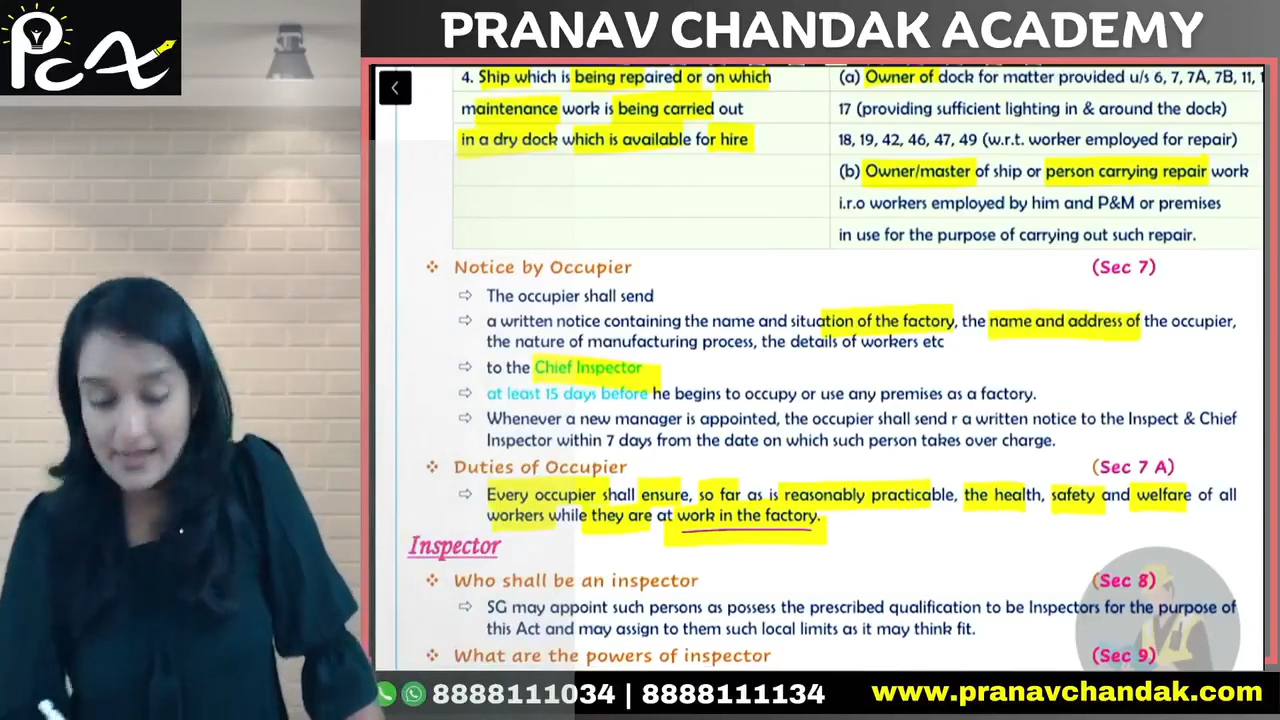 PCA
PRANAV CHANDAK ACADEMY
4. Ship which is being repaired or on which
maintenance work is being carried out
in a dry dock which is available for hire
(a) Owner of dock for matter provided u/s 6, 7, 7A, 7B, 11, 1
17 (providing sufficient lighting in & around the dock)
18, 19, 42, 46, 47, 49 (w.r.t. worker employed for repair)
(b) Owner/master of ship or person carrying repair work
i.r.o workers employed by him and P&M or premises
in use for the purpose of carrying out such repair.
❖ Notice by Occupier (Sec 7)
⇨ The occupier shall send
⇨ a written notice containing the name and situation of the factory, the name and address of the occupier,
the nature of manufacturing process, the details of workers etc
⇨ to the Chief Inspector
⇨ at least 15 days before he begins to occupy or use any premises as a factory.
⇨ Whenever a new manager is appointed, the occupier shall send r a written notice to the Inspect & Chief
Inspector within 7 days from the date on which such person takes over charge.
❖ Duties of Occupier (Sec 7 A)
⇨ Every occupier shall ensure, so far as is reasonably practicable, the health, safety and welfare of all
workers while they are at work in the factory.
Inspector
❖ Who shall be an inspector (Sec 8)
⇨ SG may appoint such persons as possess the prescribed qualification to be Inspectors for the purpose of
this Act and may assign to them such local limits as it may think fit.
❖ What are the powers of inspector (Sec 9)
8888111034 | 8888111134 www.pranavchandak.com